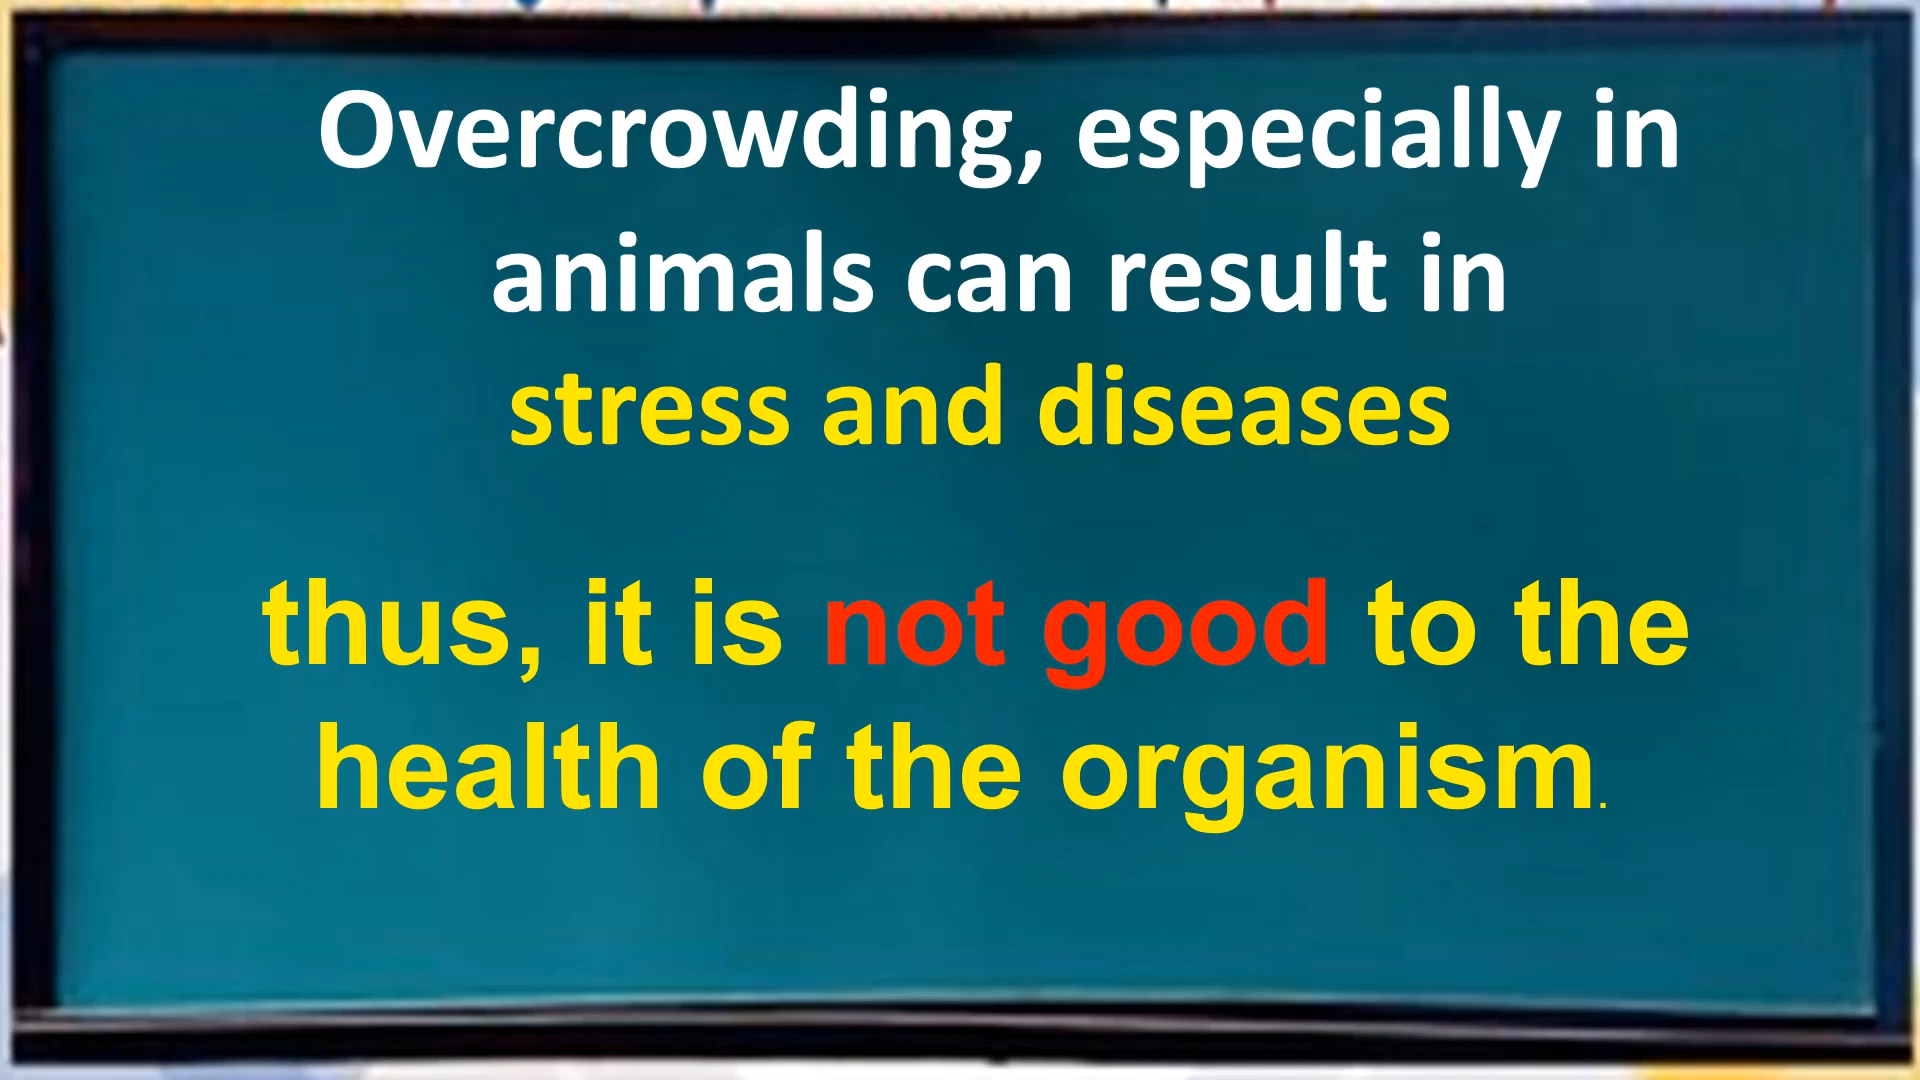 Overcrowding, especially in
animals can result in
stress and diseases
thus, it is not good to the
health of the organism.